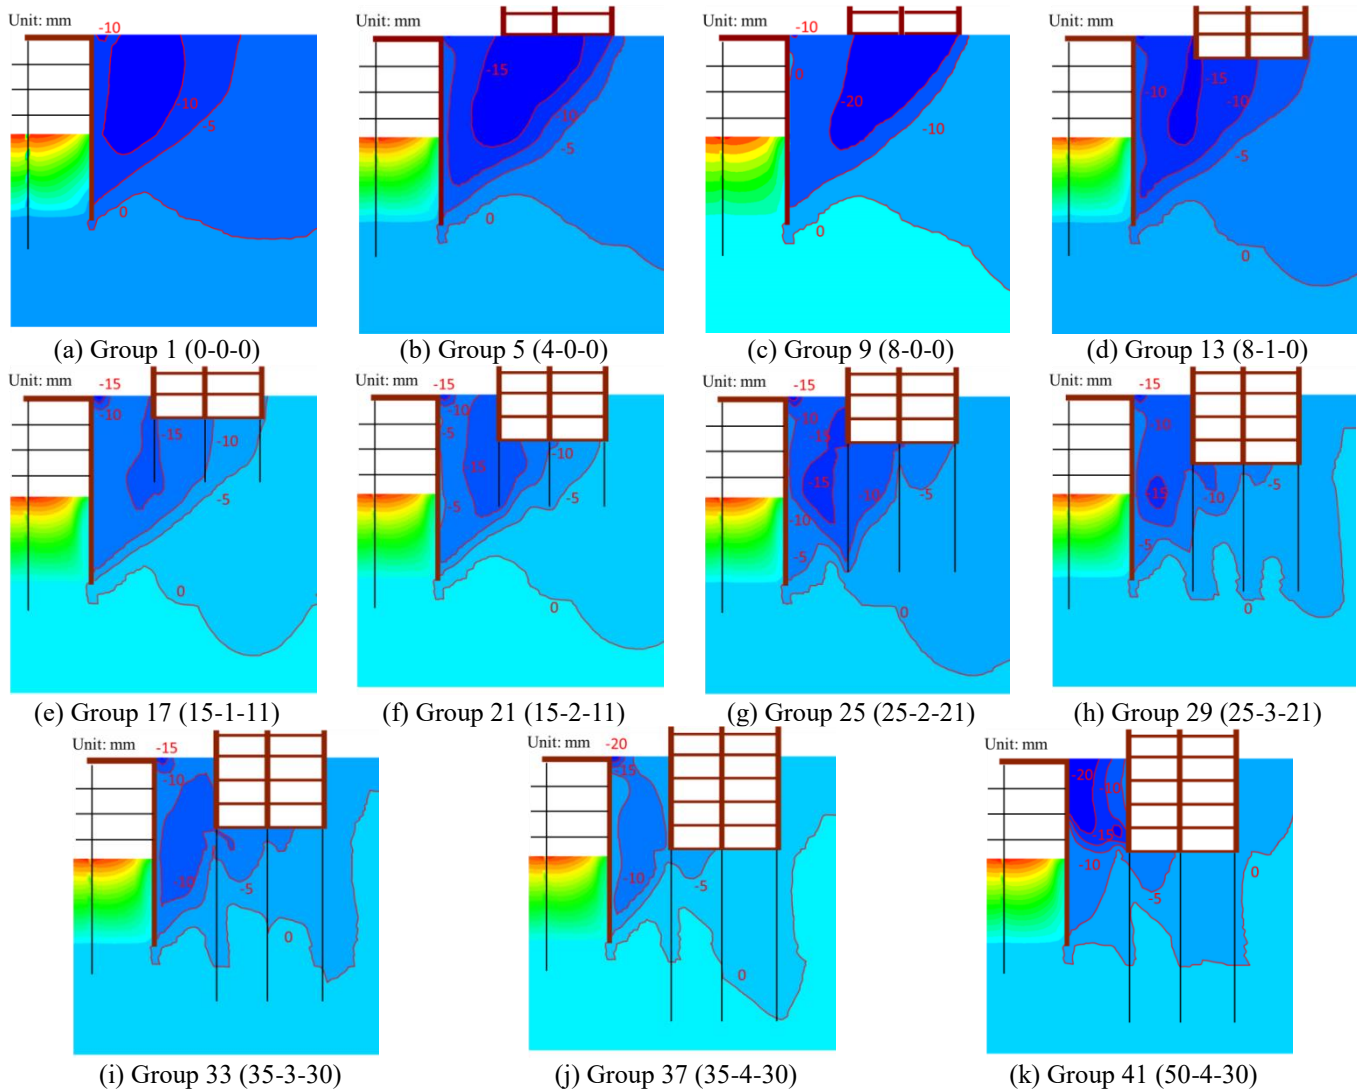 Unit: mm
-10
-10
-5
0
(a) Group 1 (0-0-0)
Unit: mm
-15
-10
-5
0
(b) Group 5 (4-0-0)
Unit: mm
-10
0
-20
-10
0
(c) Group 9 (8-0-0)
Unit: mm
-10
-10
-15
-10
-5
0
(d) Group 13 (8-1-0)
Unit: mm
-15
-10
-15
-10
-5
0
(e) Group 17 (15-1-11)
Unit: mm
-15
-10
-5
-15
-10
-5
-5
0
(f) Group 21 (15-2-11)
Unit: mm
-15
-10
-15
-15
-10
-5
-10
-5
0
(g) Group 25 (25-2-21)
Unit: mm
-15
-10
-15
-10
-5
-5
0
(h) Group 29 (25-3-21)
Unit: mm
-15
-10
-10
-5
0
(i) Group 33 (35-3-30)
Unit: mm
-20
-15
-10
-5
0
(j) Group 37 (35-4-30)
Unit: mm
-20
-10
-15
-10
-5
0
(k) Group 41 (50-4-30)